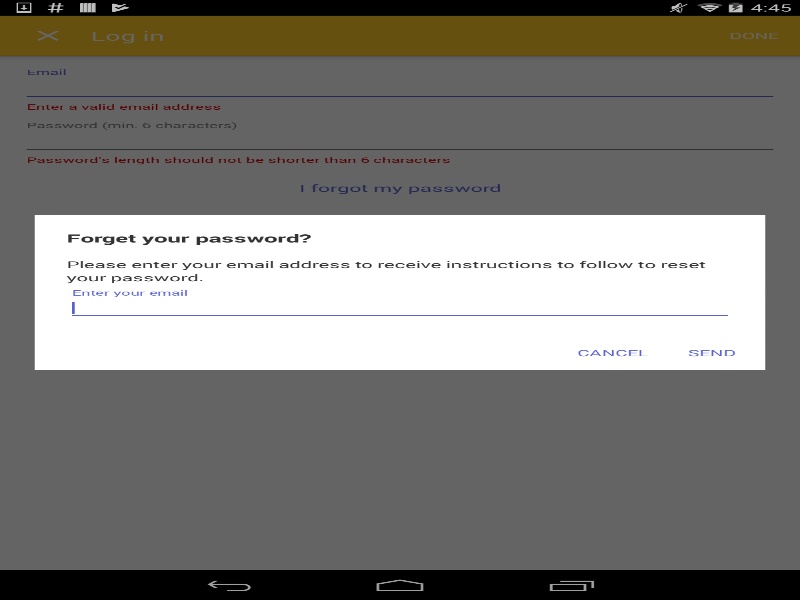 4:45
Log in
DONE
Email
Enter a valid email address
Password (min. 6 characters)
Password's length should not be shorter than 6 characters
I forgot my password
Forget your password?
Please enter your email address to receive instructions to follow to reset
your password.
Enter your email
CANCEL
SEND